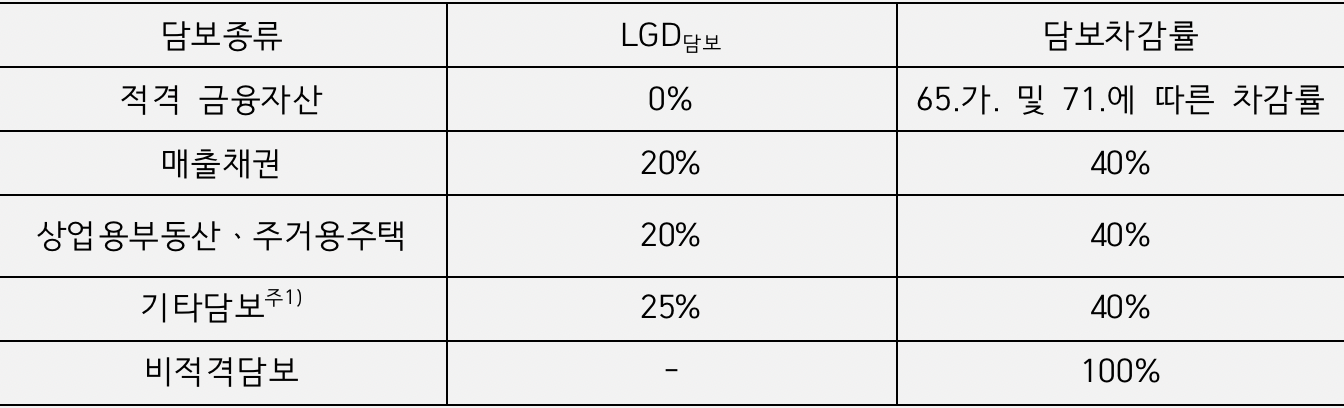 담보종류 LGD담보 담보차감률
적격 금융자산 0% 65.가. 및 71.에 따른 차감률
매출채권 20% 40%
상업용부동산、주거용주택 20% 40%
기타담보주1) 25% 40%
비적격담보 - 100%